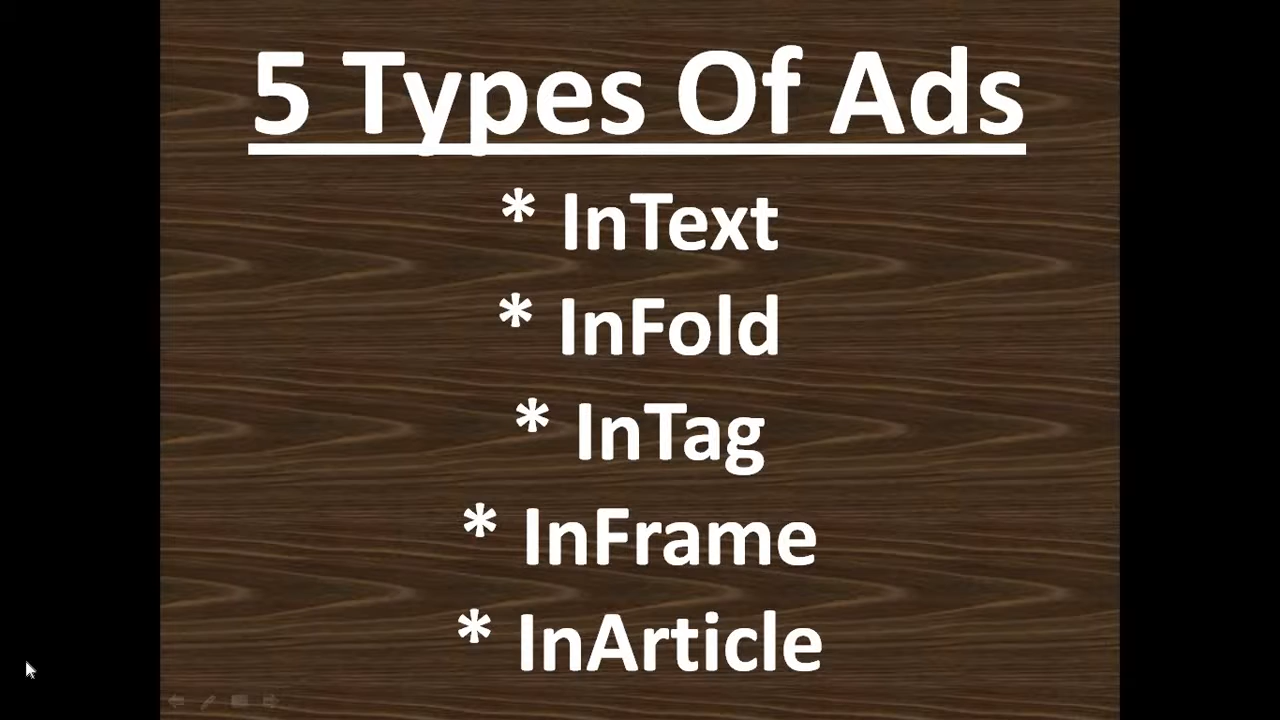 5 Types Of Ads
* InText
* InFold
* InTag
* InFrame
* InArticle